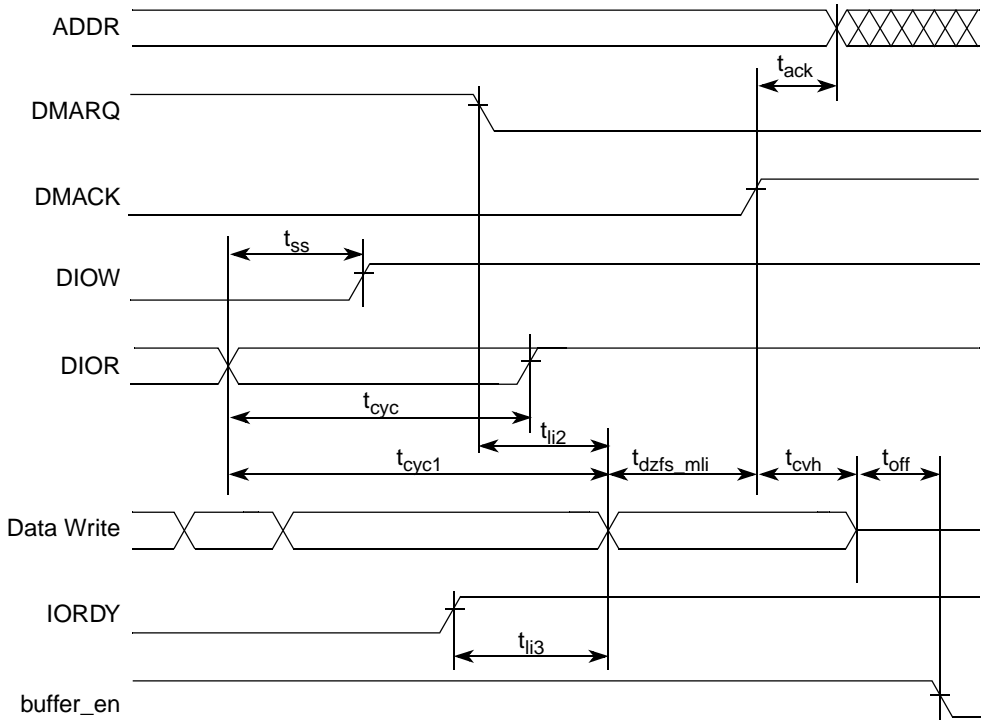 ADDR
t_ack
DMARQ
DMACK
t_ss
DIOW
DIOR
t_cyc
t_li2
t_cyc1
t_dzfs_mli
t_cvh
t_off
Data Write
IORDY
t_li3
buffer_en